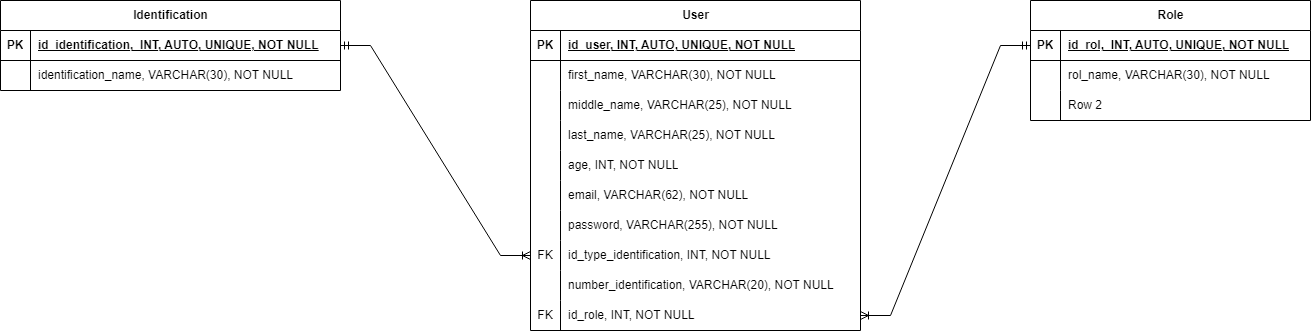 Identification
PK id_identification,  INT, AUTO, UNIQUE, NOT NULL
identification_name, VARCHAR(30), NOT NULL
User
PK id_user, INT, AUTO, UNIQUE, NOT NULL
first_name, VARCHAR(30), NOT NULL
middle_name, VARCHAR(25), NOT NULL
last_name, VARCHAR(25), NOT NULL
age, INT, NOT NULL
email, VARCHAR(62), NOT NULL
password, VARCHAR(255), NOT NULL
FK id_type_identification, INT, NOT NULL
number_identification, VARCHAR(20), NOT NULL
FK id_role, INT, NOT NULL
Role
PK id_rol,  INT, AUTO, UNIQUE, NOT NULL
rol_name, VARCHAR(30), NOT NULL
Row 2